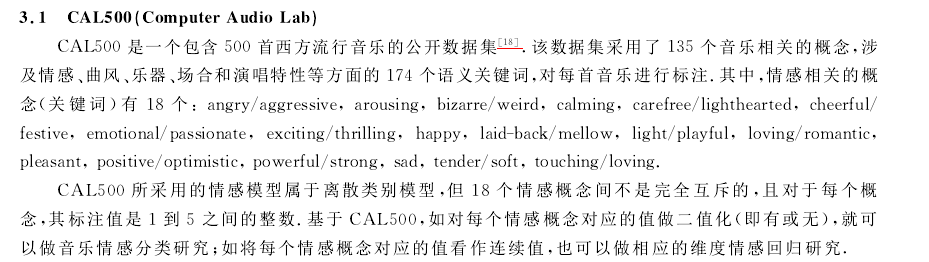 3.1 CAL500(Computer Audio Lab)
CAL500 是一个包含 500 首西方流行音乐的公开数据集[18].该数据集采用了 135 个音乐相关的概念,涉
及情感、曲风、乐器、场合和演唱特性等方面的 174 个语义关键词,对每首音乐进行标注.其中,情感相关的概
念(关键词)有 18 个: angry/aggressive, arousing, bizarre/weird, calming, carefree/lighthearted, cheerful/
festive, emotional/passionate, exciting/thrilling, happy, laid-back/mellow, light/playful, loving/romantic,
pleasant, positive/optimistic, powerful/strong, sad, tender/soft, touching/loving.
CAL500 所采用的情感模型属于离散类别模型,但 18 个情感概念间不是完全互斥的,且对于每个概
念,其标注值是 1 到 5 之间的整数.基于 CAL500,如对每个情感概念对应的值做二值化(即有或无),就可
以做音乐情感分类研究;如将每个情感概念对应的值看作连续值,也可以做相应的维度情感回归研究.